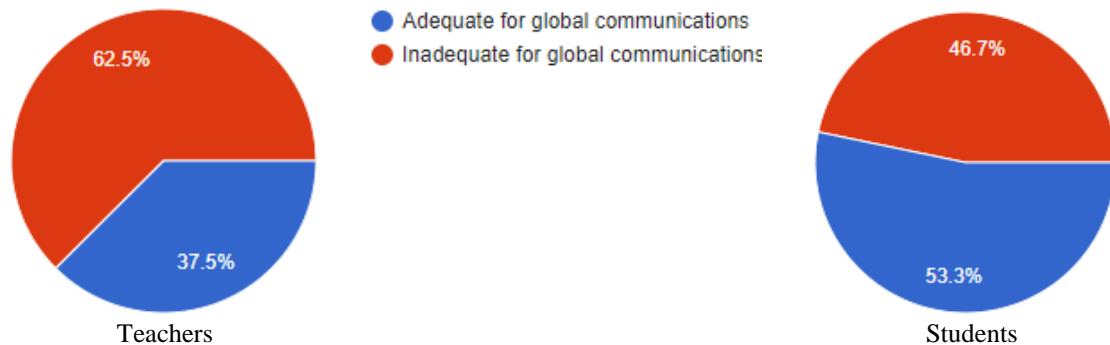 Adequate for global communications
Inadequate for global communications
62.5%
37.5%
Teachers
46.7%
53.3%
Students